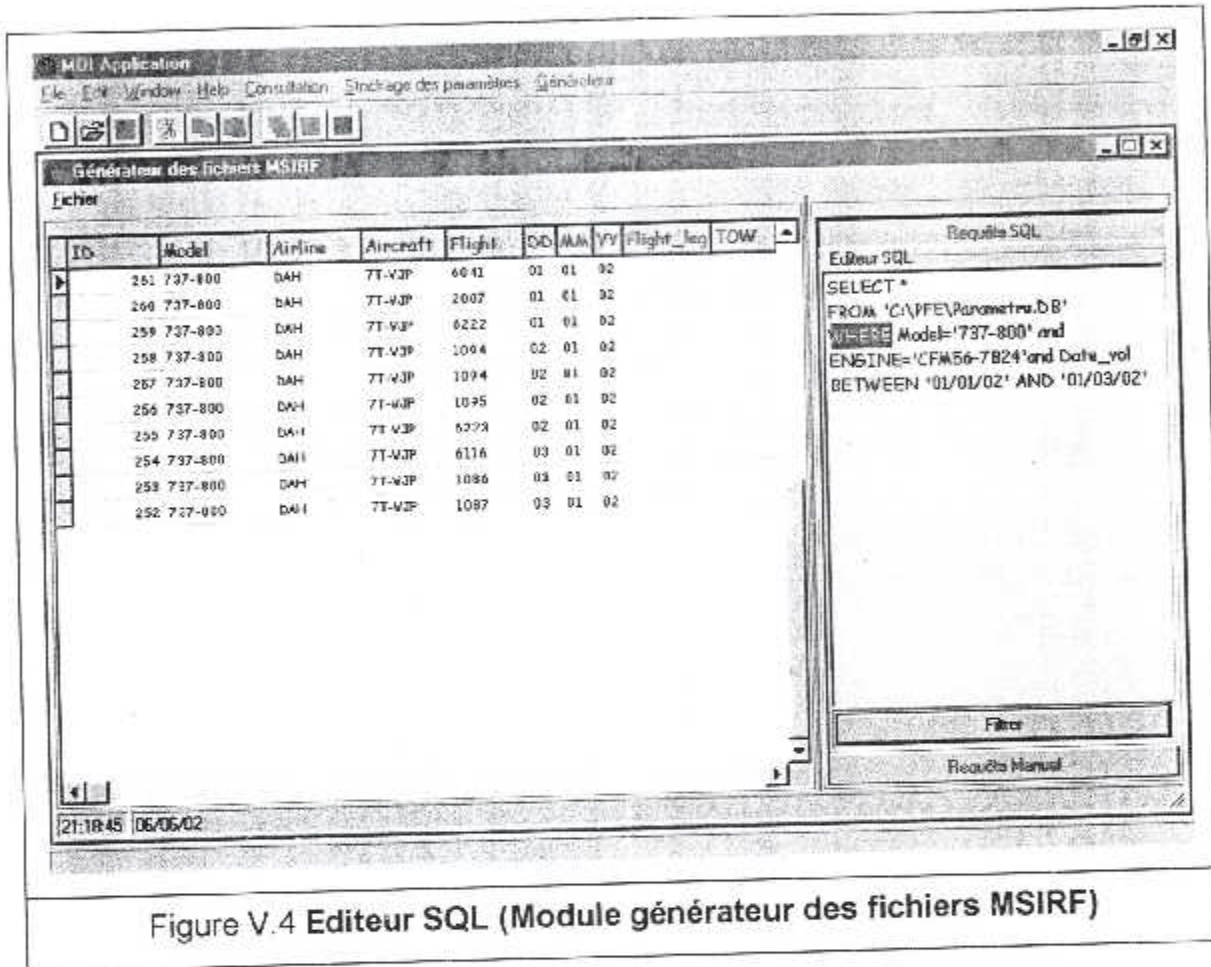 MDI Application
File Edit Window Help Consultation Stockage des paramètres Générateur
Générateur des fichiers MSIRF
Fichier
ID Model Airline Aircraft Flight DD MM YY Flight_leg TOW
261 737-800 DAH 7T-VJP 6041 01 01 02
260 737-800 DAH 7T-VJP 2007 01 01 02
259 737-800 DAH 7T-VJP 6222 01 01 02
258 737-800 DAH 7T-VJP 1094 02 01 02
257 737-800 DAH 7T-VJP 1094 02 01 02
256 737-800 DAH 7T-VJP 1095 02 01 02
255 737-800 DAH 7T-VJP 6223 02 01 02
254 737-800 DAH 7T-VJP 6116 03 01 02
253 737-800 DAH 7T-VJP 1086 03 01 02
252 737-800 DAH 7T-VJP 1087 03 01 02
Requête SQL
Editeur SQL
SELECT *
FROM 'C:\PFE\Parametru.DB'
WHERE Model='737-800' and
ENGINE='CFM56-7B24'and Date_vol
BETWEEN '01/01/02' AND '01/03/02'
Filtrer
Requête Manuel
21:18:45 06/06/02
Figure V.4 Editeur SQL (Module générateur des fichiers MSIRF)